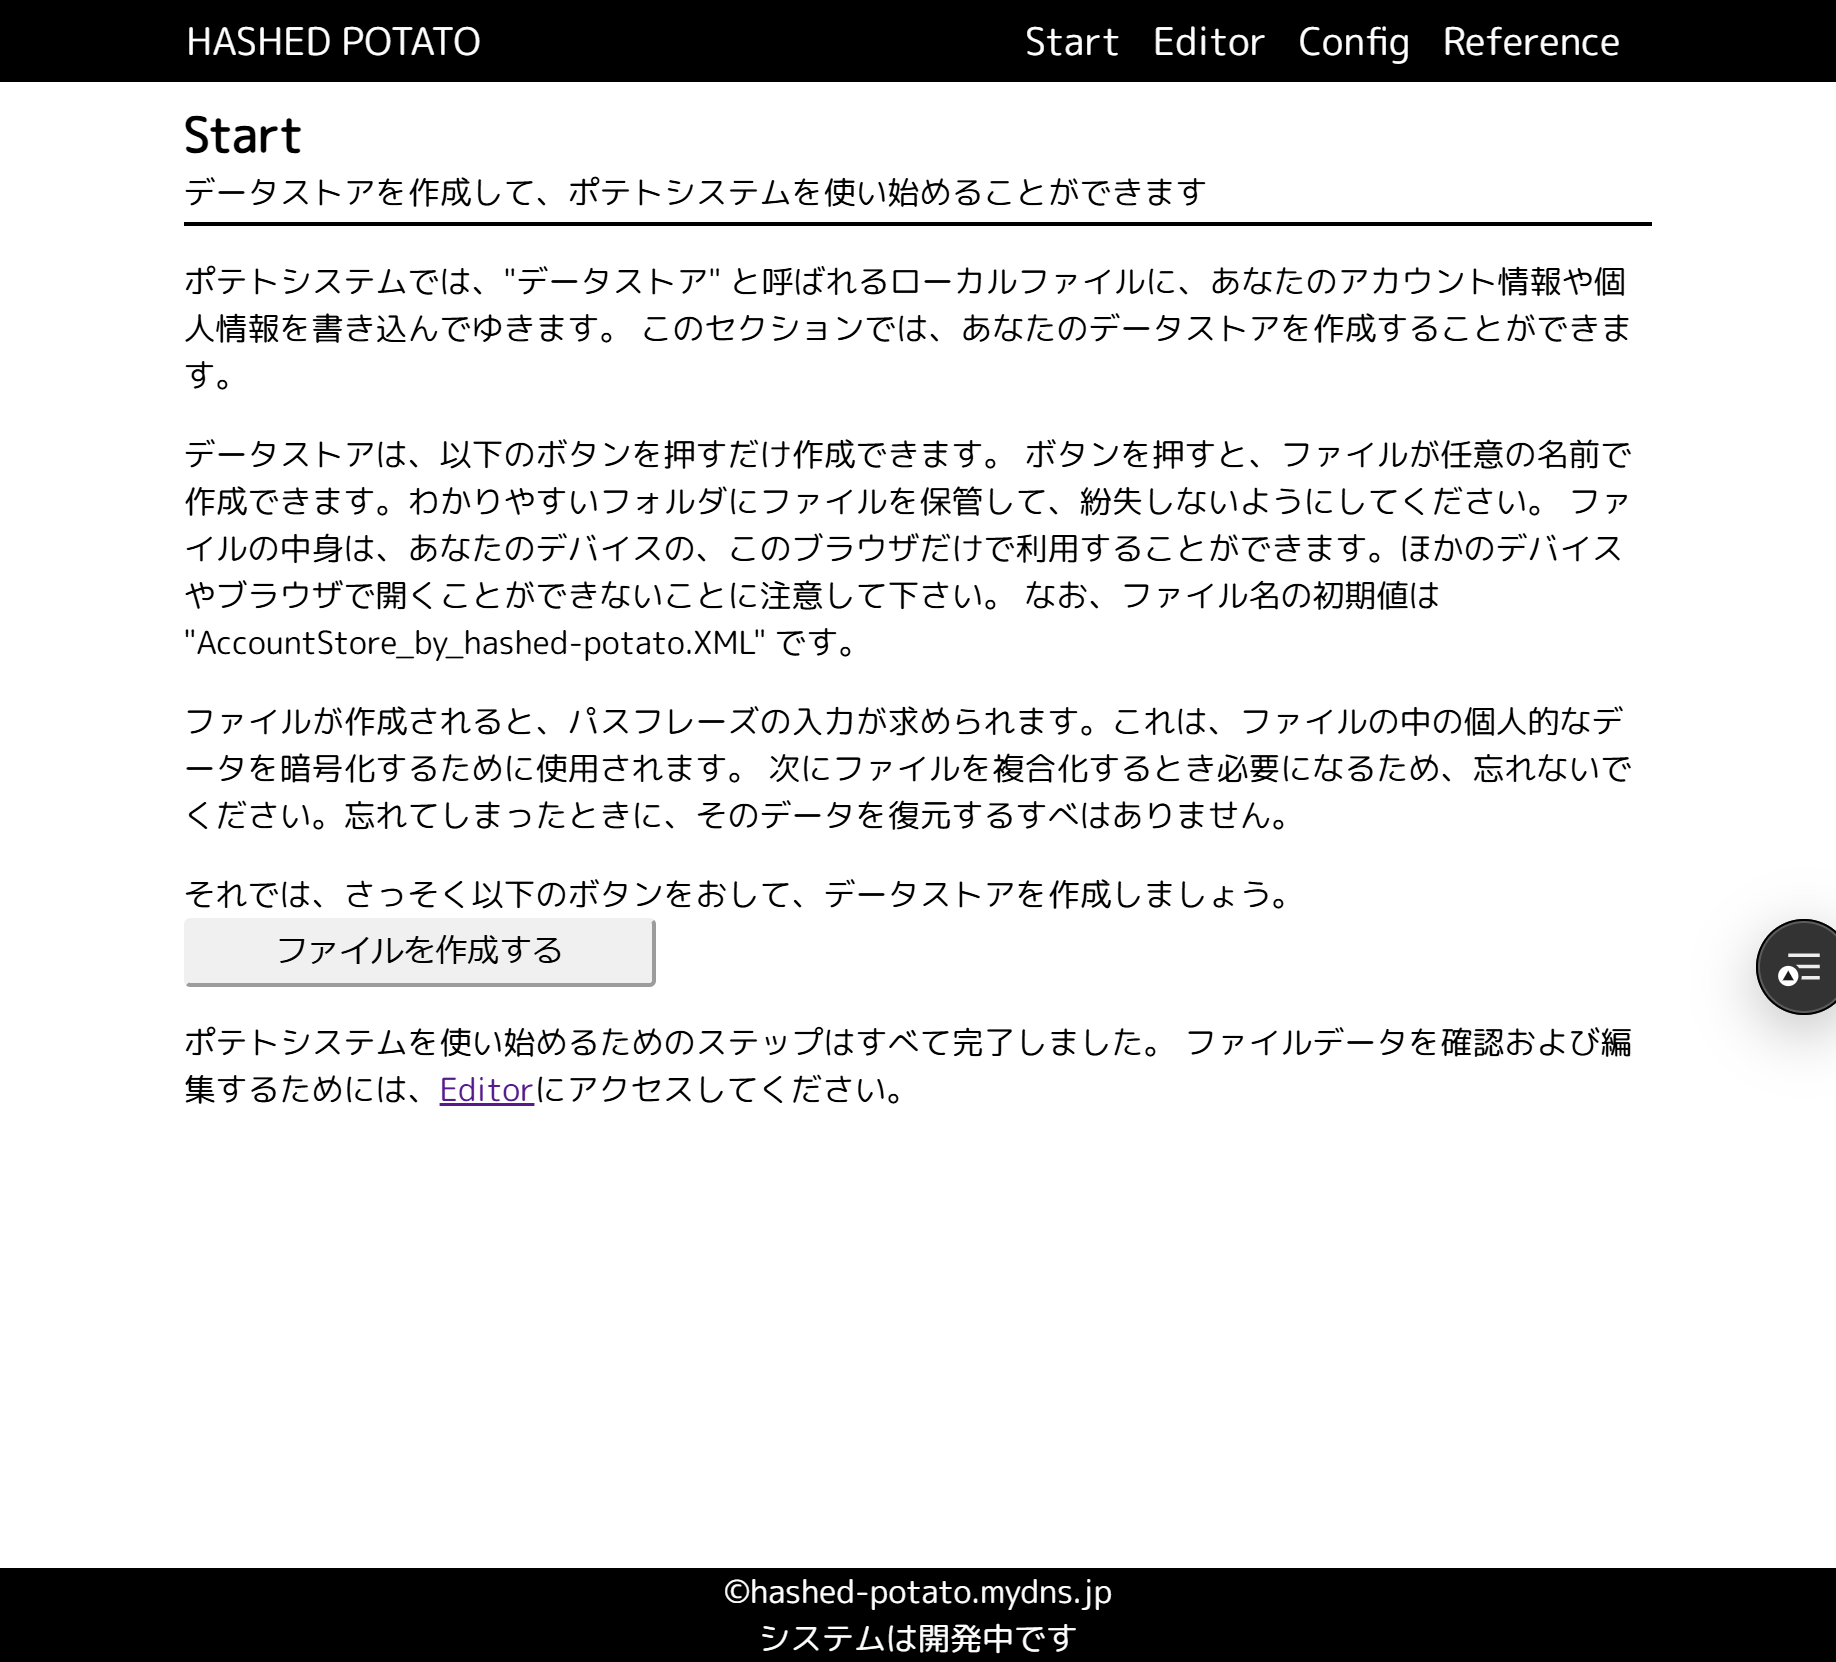 HASHED POTATO
Start Editor Config Reference
Start
データストアを作成して、ポテトシステムを使い始めることができます
ポテトシステムでは、"データストア" と呼ばれるローカルファイルに、あなたのアカウント情報や個
人情報を書き込んでゆきます。 このセクションでは、あなたのデータストアを作成することができま
す。
データストアは、以下のボタンを押すだけ作成できます。 ボタンを押すと、ファイルが任意の名前で
作成できます。わかりやすいフォルダにファイルを保管して、紛失しないようにしてください。 ファ
イルの中身は、あなたのデバイスの、このブラウザだけで利用することができます。ほかのデバイス
やブラウザで開くことができないことに注意して下さい。 なお、ファイル名の初期値は
"AccountStore_by_hashed-potato.XML" です。
ファイルが作成されると、パスフレーズの入力が求められます。これは、ファイルの中の個人的なデ
ータを暗号化するために使用されます。 次にファイルを複合化するとき必要になるため、忘れないで
ください。忘れてしまったときに、そのデータを復元するすべはありません。
それでは、さっそく以下のボタンをおして、データストアを作成しましょう。
ファイルを作成する
ポテトシステムを使い始めるためのステップはすべて完了しました。 ファイルデータを確認および編
集するためには、Editorにアクセスしてください。
©hashed-potato.mydns.jp
システムは開発中です